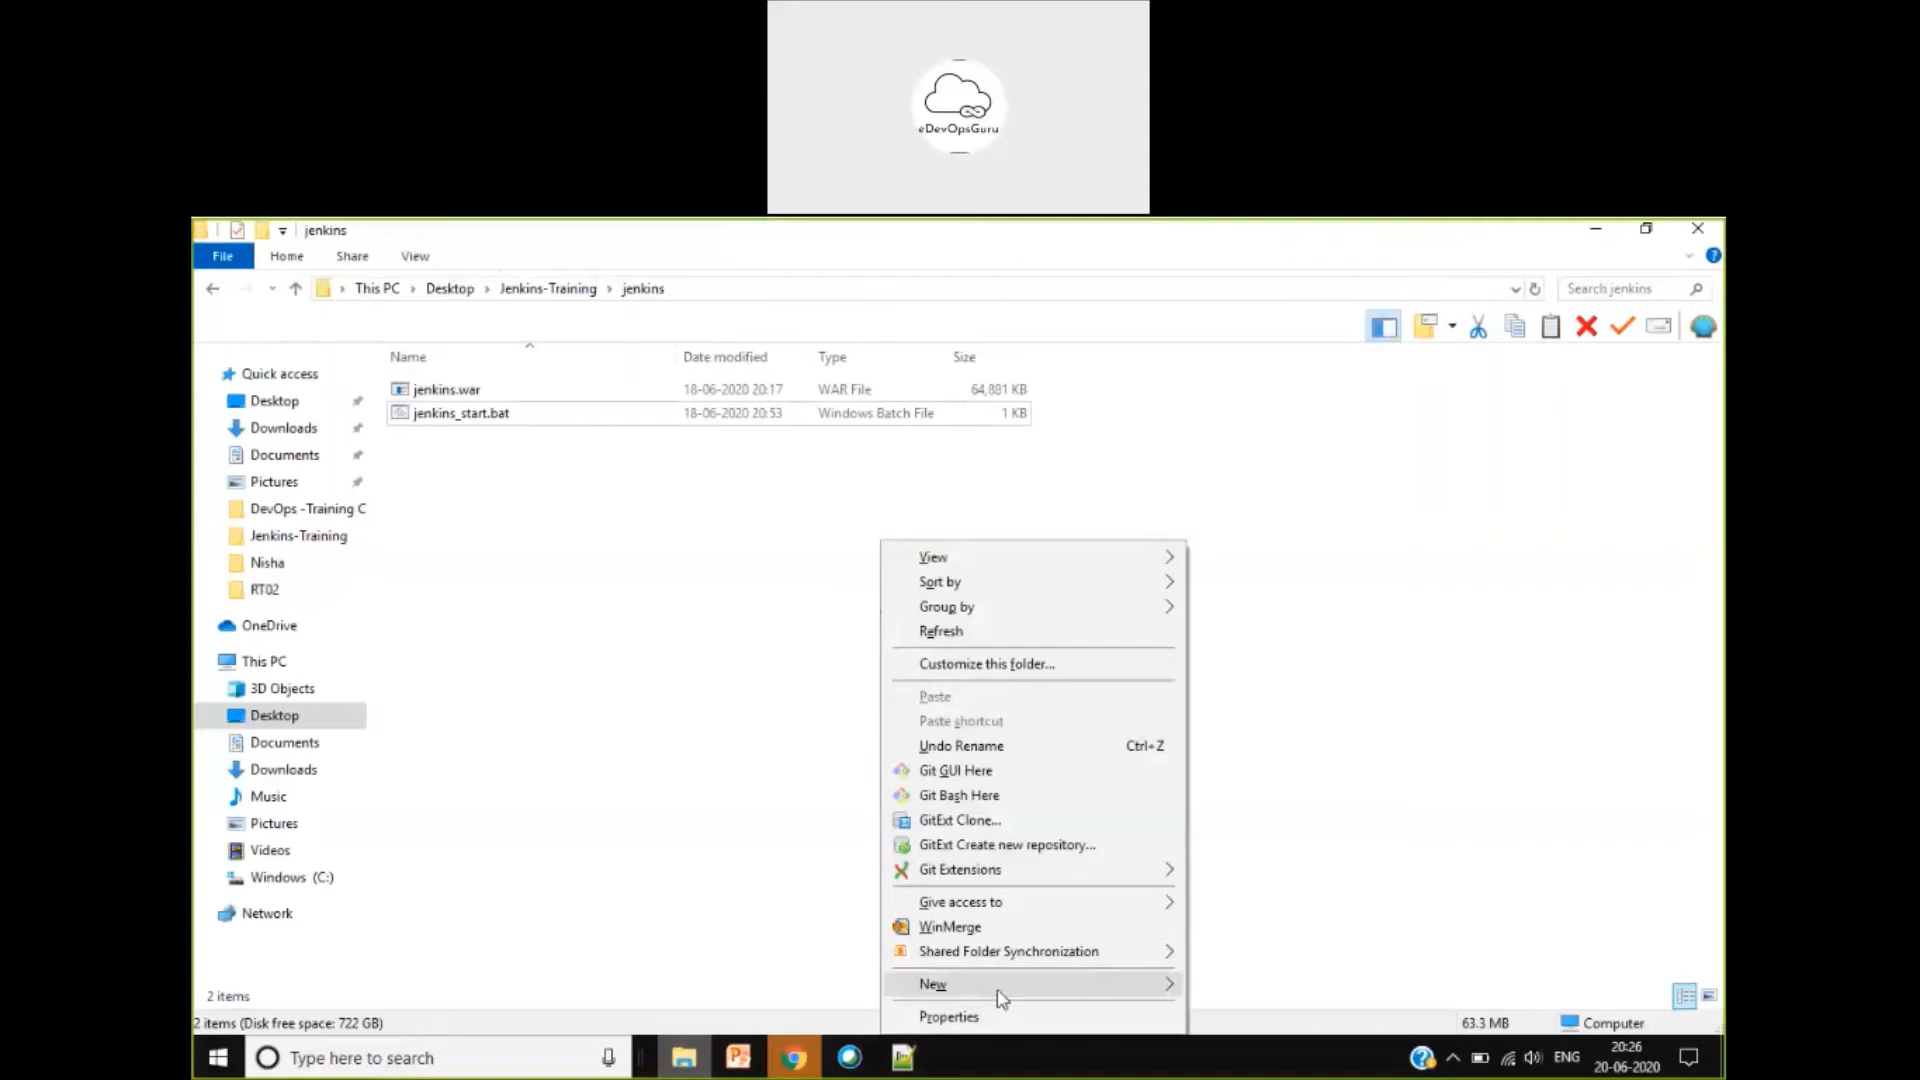 eDevOpsGuru
jenkins
File Home Share View
This PC Desktop Jenkins-Training jenkins Search jenkins
Name Date modified Type Size
jenkins.war 18-06-2020 20:17 WAR File 64,881 KB
jenkins_start.bat 18-06-2020 20:53 Windows Batch File 1 KB
Quick access
Desktop
Downloads
Documents
Pictures
DevOps -Training C
Jenkins-Training
Nisha
RT02
OneDrive
This PC
3D Objects
Desktop
Documents
Downloads
Music
Pictures
Videos
Windows (C:)
Network
View
Sort by
Group by
Refresh
Customize this folder...
Paste
Paste shortcut
Undo Rename Ctrl+Z
Git GUI Here
Git Bash Here
GitExt Clone...
GitExt Create new repository...
Git Extensions
Give access to
WinMerge
Shared Folder Synchronization
New
Properties
2 items
2 items (Disk free space: 722 GB) 63.3 MB Computer
Type here to search ENG 20:26
20-06-2020